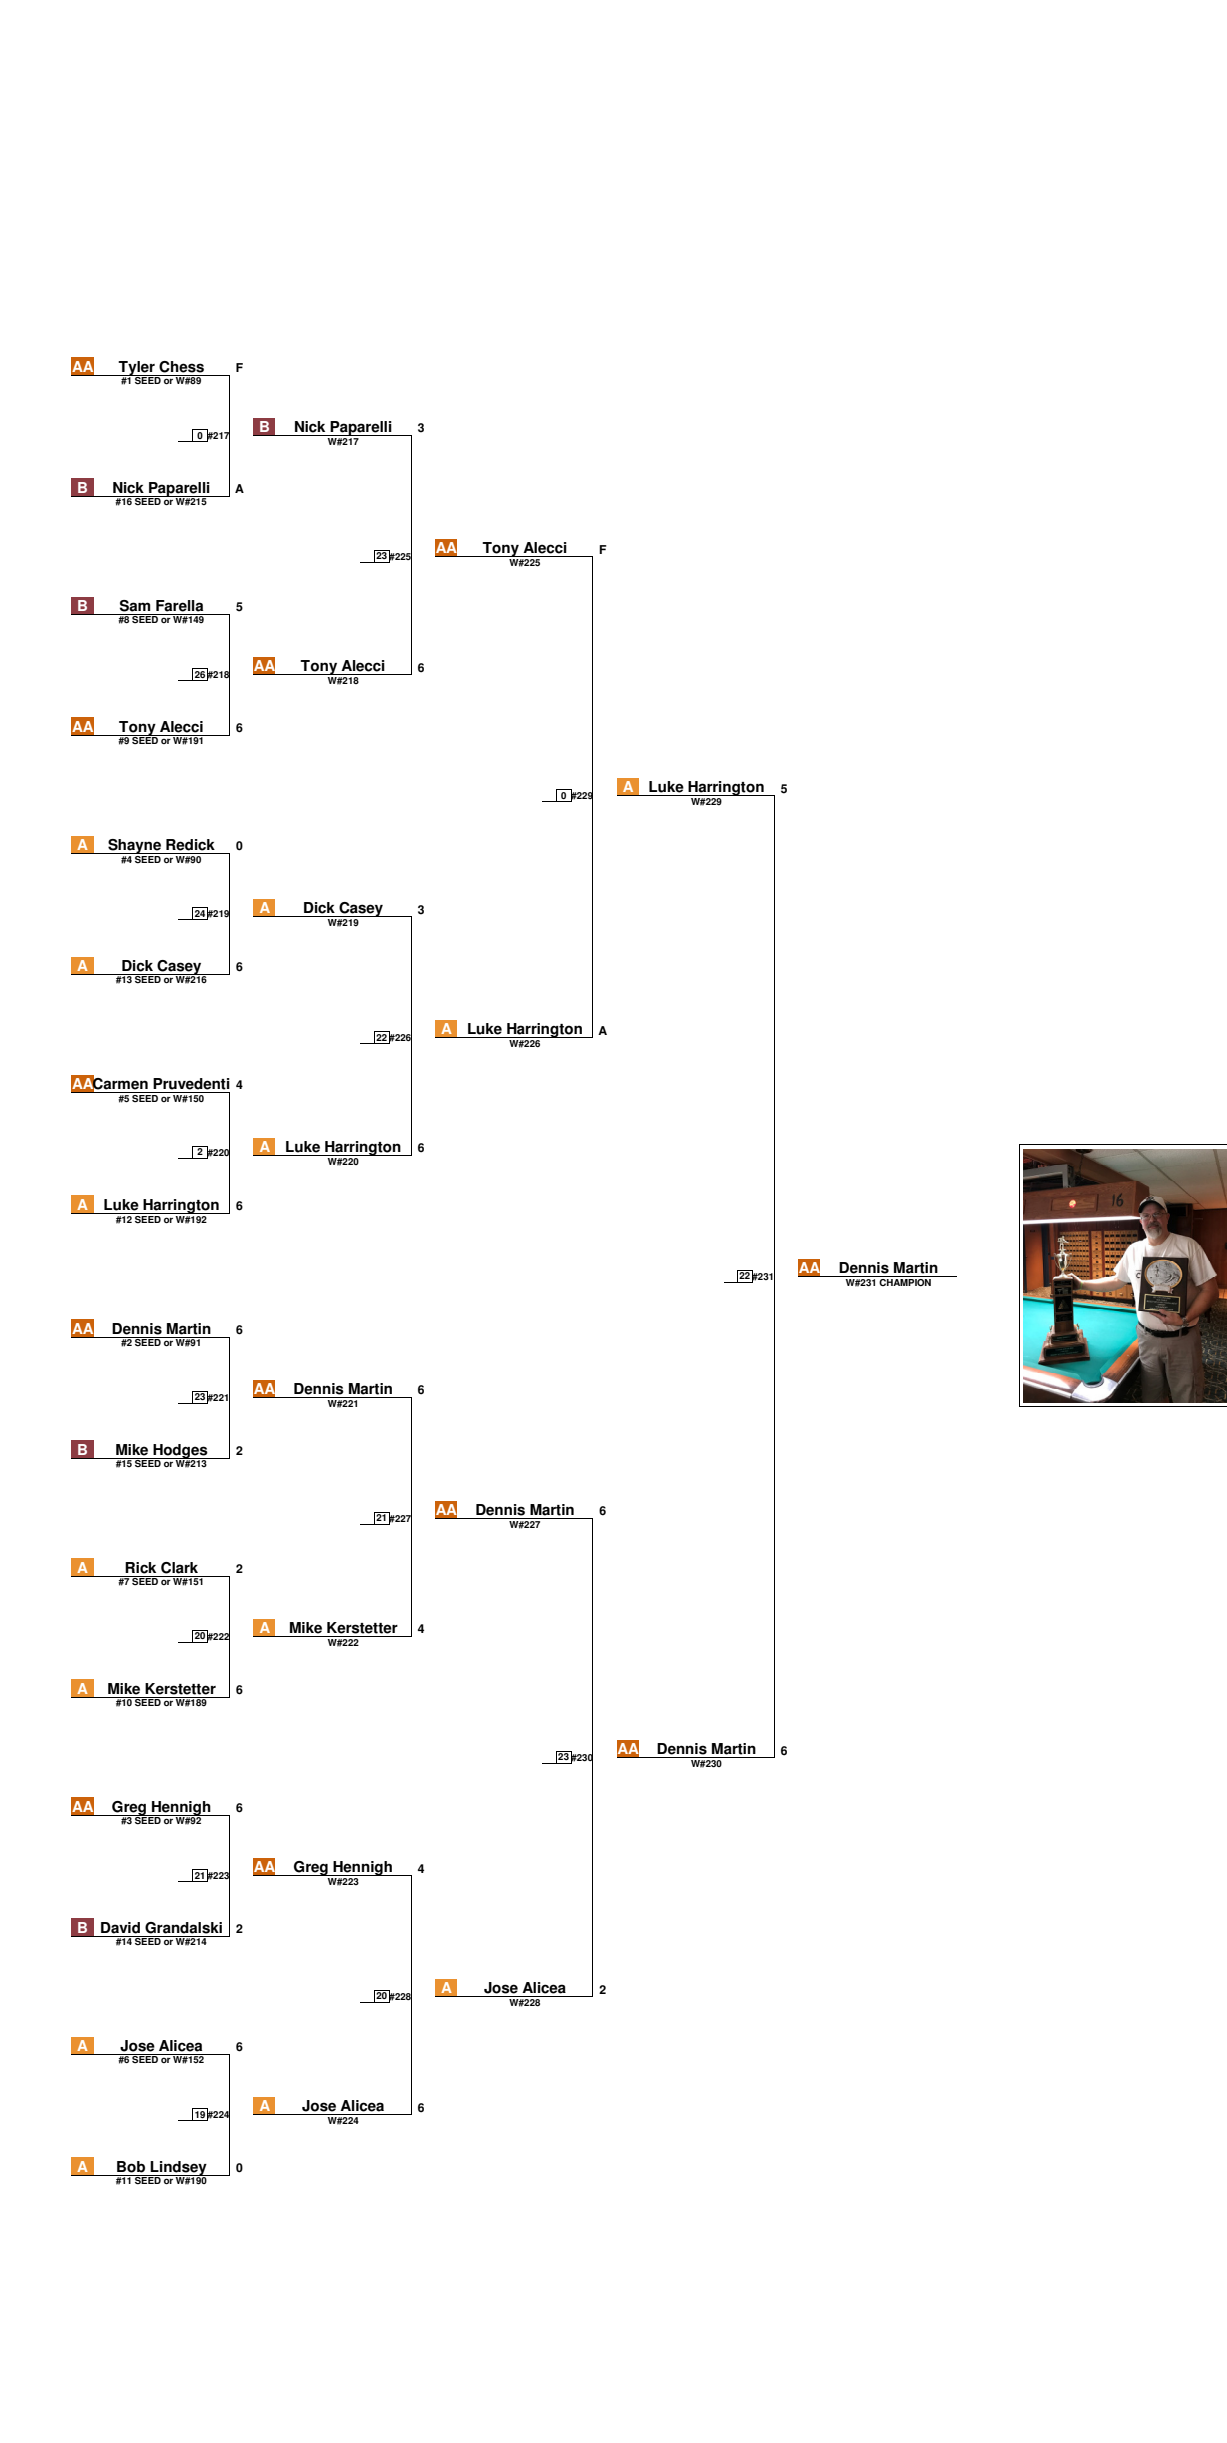 AA Tyler Chess F
#1 SEED or W#89
0 #217
B Nick Paparelli A
#16 SEED or W#215
B Sam Farella 5
#8 SEED or W#149
26 #218
AA Tony Alecci 6
#9 SEED or W#191
A Shayne Redick 0
#4 SEED or W#90
24 #219
A Dick Casey 6
#13 SEED or W#216
AA Carmen Pruvedenti 4
#5 SEED or W#150
2 #220
A Luke Harrington 6
#12 SEED or W#192
AA Dennis Martin 6
#2 SEED or W#91
23 #221
B Mike Hodges 2
#15 SEED or W#213
A Rick Clark 2
#7 SEED or W#151
20 #222
A Mike Kerstetter 6
#10 SEED or W#189
AA Greg Hennigh 6
#3 SEED or W#92
21 #223
B David Grandalski 2
#14 SEED or W#214
A Jose Alicea 6
#6 SEED or W#152
19 #224
A Bob Lindsey 0
#11 SEED or W#190
B Nick Paparelli 3
W#217
23 #225
AA Tony Alecci 6
W#218
A Dick Casey 3
W#219
22 #226
A Luke Harrington 6
W#220
AA Dennis Martin 6
W#221
21 #227
A Mike Kerstetter 4
W#222
AA Greg Hennigh 4
W#223
20 #228
A Jose Alicea 6
W#224
AA Tony Alecci F
W#225
0 #229
A Luke Harrington A
W#226
AA Dennis Martin 6
W#227
23 #230
A Jose Alicea 2
W#228
A Luke Harrington 5
W#229
22 #231
AA Dennis Martin 6
W#230
AA Dennis Martin
W#231 CHAMPION
16